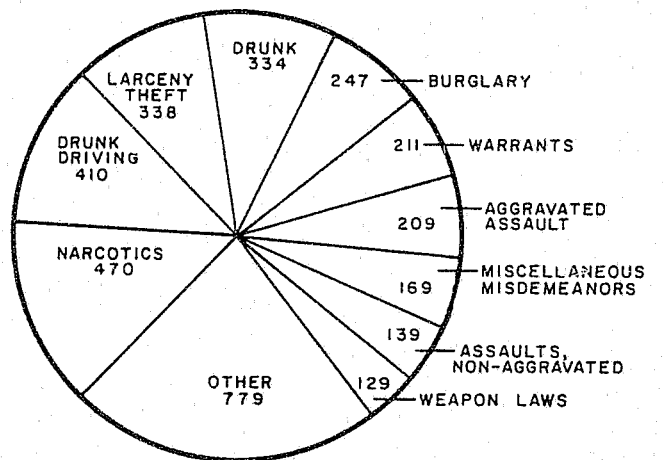 DRUNK
334
247
BURGLARY
LARCENY
THEFT
338
211
WARRANTS
DRUNK
DRIVING
410
209
AGGRAVATED
ASSAULT
NARCOTICS
470
169
MISCELLANEOUS
MISDEMEANORS
139
ASSAULTS,
NON-AGGRAVATED
OTHER
779
129
WEAPON LAWS